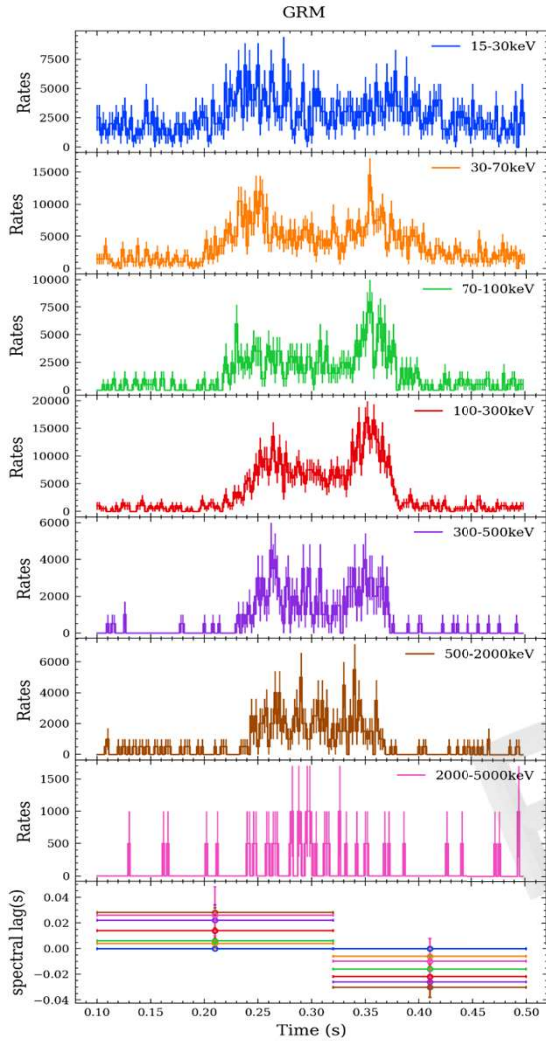 GRM
15-30keV
Rates
7500
5000
2500
0
30-70keV
Rates
15000
10000
5000
0
70-100keV
Rates
10000
7500
5000
2500
0
100-300keV
Rates
20000
15000
10000
5000
0
300-500keV
Rates
6000
4000
2000
0
500-2000keV
Rates
6000
4000
2000
0
2000-5000keV
Rates
1500
1000
500
0
spectral lag(s)
0.04
0.02
0.00
−0.02
−0.04
0.10 0.15 0.20 0.25 0.30 0.35 0.40 0.45 0.50
Time (s)